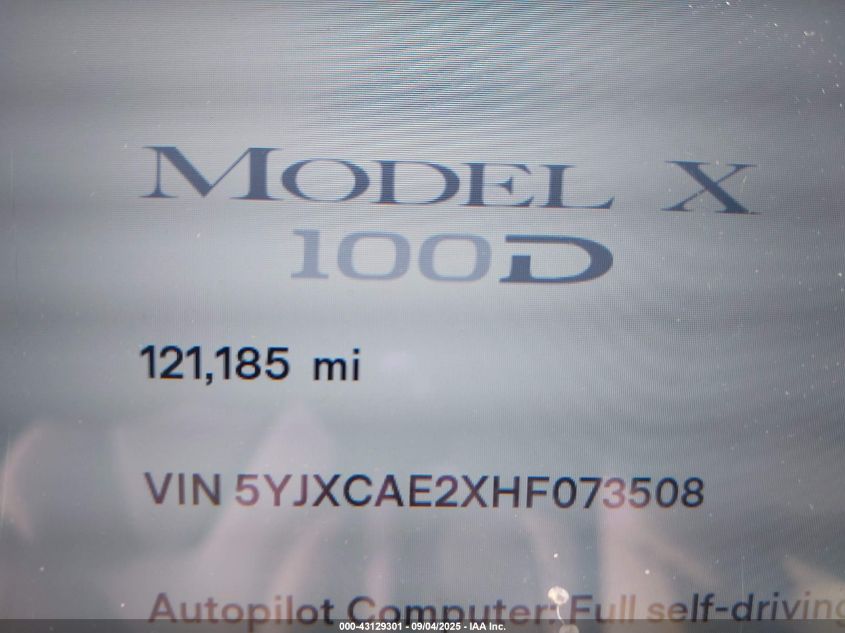 MODEL X
100D
121,185 mi
VIN 5YJXCAE2XHF073508
Autopilot Computer: Full self-driving
000-43129301 - 09/04/2025 - IAA Inc.